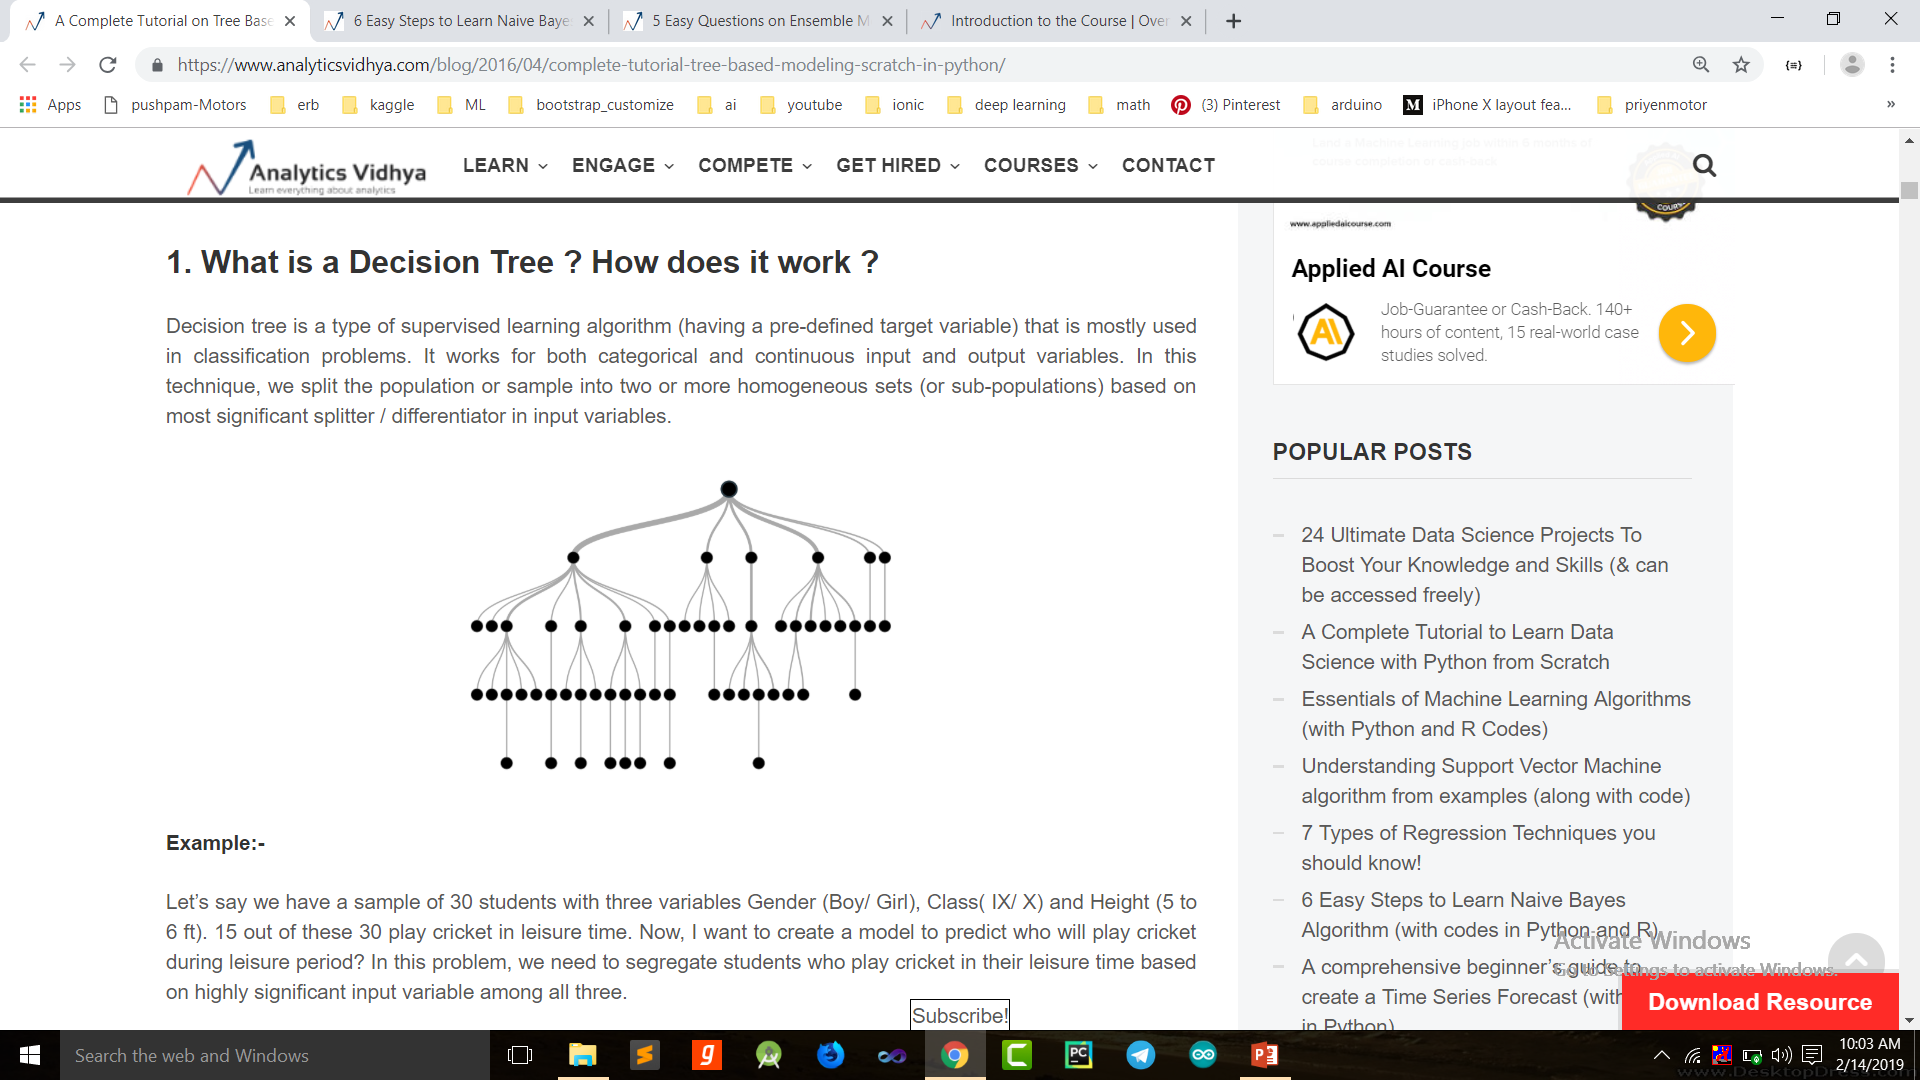 A Complete Tutorial on Tree Base
6 Easy Steps to Learn Naive Baye
5 Easy Questions on Ensemble M
Introduction to the Course | Over
https://www.analyticsvidhya.com/blog/2016/04/complete-tutorial-tree-based-modeling-scratch-in-python/
Apps pushpam-Motors erb kaggle ML bootstrap_customize ai youtube ionic deep learning math (3) Pinterest arduino M iPhone X layout fea... priyenmotor »
Analytics Vidhya
Learn everything about analytics
LEARN ENGAGE COMPETE GET HIRED COURSES CONTACT
1. What is a Decision Tree ? How does it work ?
Decision tree is a type of supervised learning algorithm (having a pre-defined target variable) that is mostly used
in classification problems. It works for both categorical and continuous input and output variables. In this
technique, we split the population or sample into two or more homogeneous sets (or sub-populations) based on
most significant splitter / differentiator in input variables.
Example:-
Let’s say we have a sample of 30 students with three variables Gender (Boy/ Girl), Class( IX/ X) and Height (5 to
6 ft). 15 out of these 30 play cricket in leisure time. Now, I want to create a model to predict who will play cricket
during leisure period? In this problem, we need to segregate students who play cricket in their leisure time based
on highly significant input variable among all three.
Subscribe!
course completion or cash-back
COURSE
www.appliedaicourse.com
Applied AI Course
AI
Job-Guarantee or Cash-Back. 140+
hours of content, 15 real-world case
studies solved.
POPULAR POSTS
24 Ultimate Data Science Projects To
Boost Your Knowledge and Skills (& can
be accessed freely)
A Complete Tutorial to Learn Data
Science with Python from Scratch
Essentials of Machine Learning Algorithms
(with Python and R Codes)
Understanding Support Vector Machine
algorithm from examples (along with code)
7 Types of Regression Techniques you
should know!
6 Easy Steps to Learn Naive Bayes
Algorithm (with codes in Python and R)
A comprehensive beginner’s guide to
create a Time Series Forecast (with
in Python)
Activate Windows
Go to Settings to activate Windows.
Download Resource
Search the web and Windows
g
C
PC
P
10:03 AM
2/14/2019